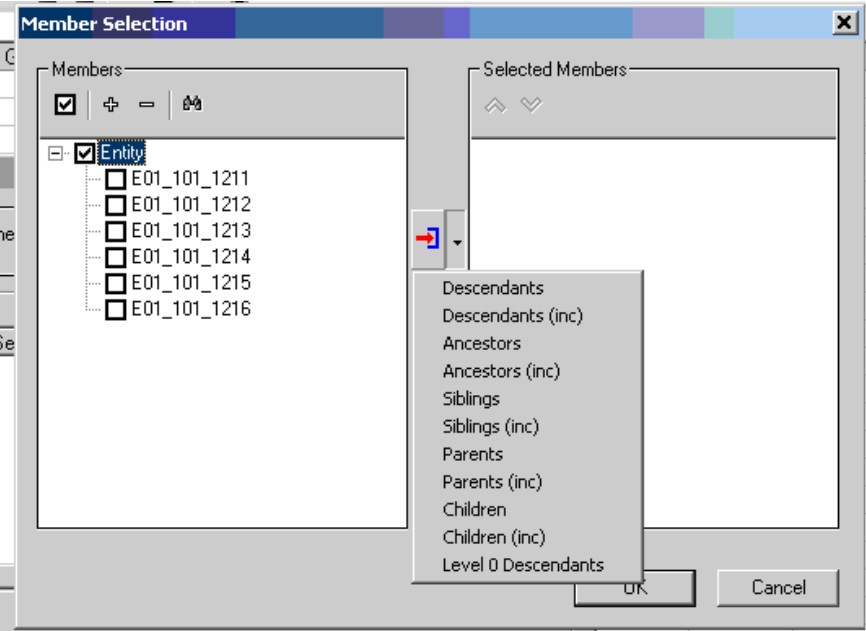 Member Selection
Members
Selected Members
Entity
E01_101_1211
E01_101_1212
E01_101_1213
E01_101_1214
E01_101_1215
E01_101_1216
Descendants
Descendants (inc)
Ancestors
Ancestors (inc)
Siblings
Siblings (inc)
Parents
Parents (inc)
Children
Children (inc)
Level 0 Descendants
OK
Cancel